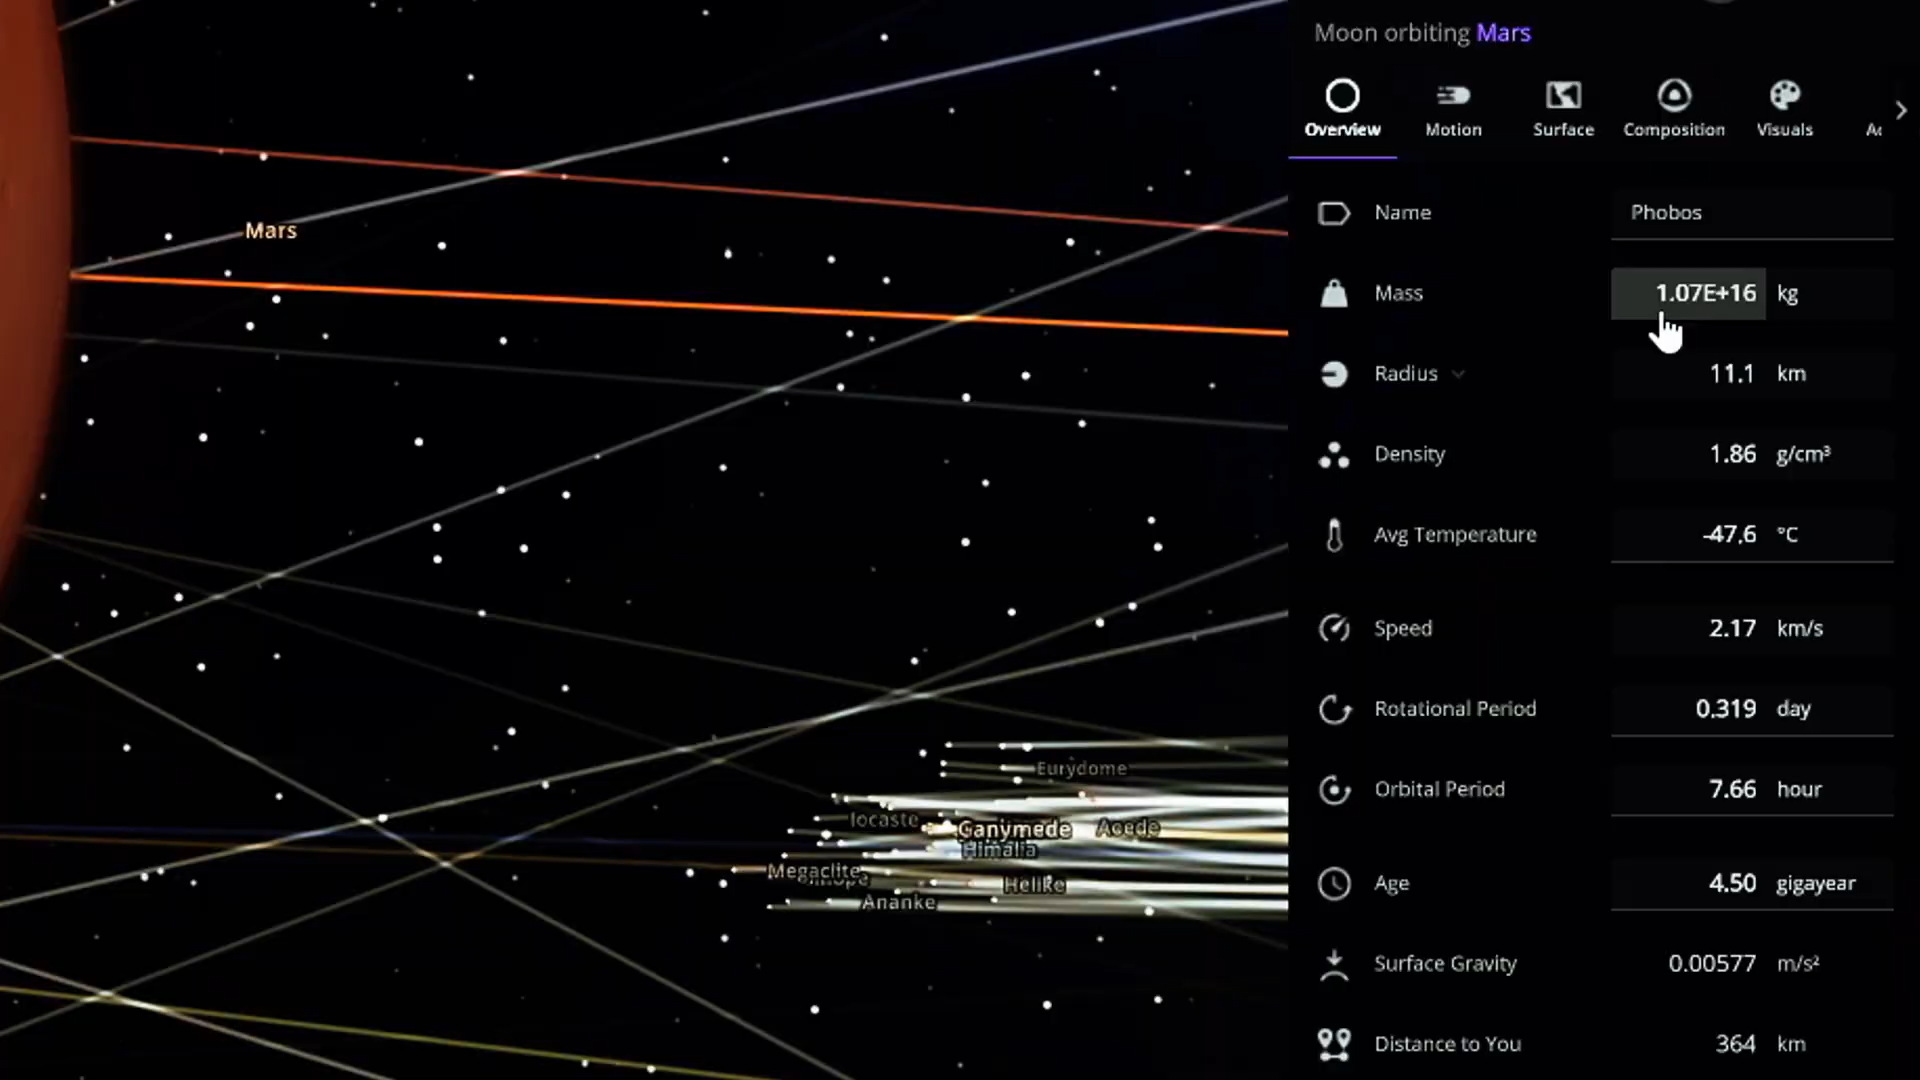 Moon orbiting Mars
Overview
Motion
Surface
Composition
Visuals
Name Phobos
Mass 1.07E+16 kg
Radius 11.1 km
Density 1.86 g/cm³
Avg Temperature -47.6 °C
Speed 2.17 km/s
Rotational Period 0.319 day
Orbital Period 7.66 hour
Age 4.50 gigayear
Surface Gravity 0.00577 m/s²
Distance to You 364 km
Mars
Eurydome
Iocaste
Ganymede
Aoede
Himalia
Megaclite
Helike
Ananke